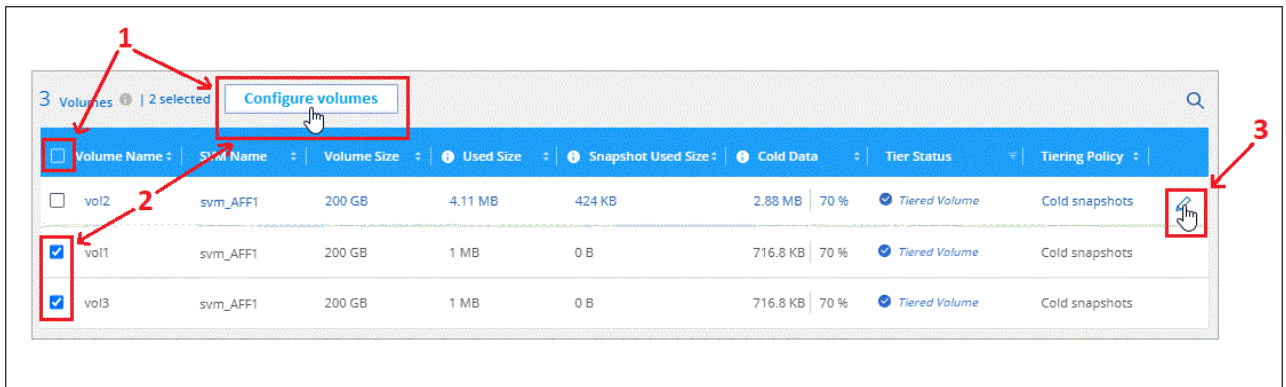 1
3 Volumes | 2 selected Configure volumes
3
Volume Name SVM Name Volume Size Used Size Snapshot Used Size Cold Data Tier Status Tiering Policy
2
vol2 svm_AFF1 200 GB 4.11 MB 424 KB 2.88 MB 70 % Tiered Volume Cold snapshots
vol1 svm_AFF1 200 GB 1 MB 0 B 716.8 KB 70 % Tiered Volume Cold snapshots
vol3 svm_AFF1 200 GB 1 MB 0 B 716.8 KB 70 % Tiered Volume Cold snapshots